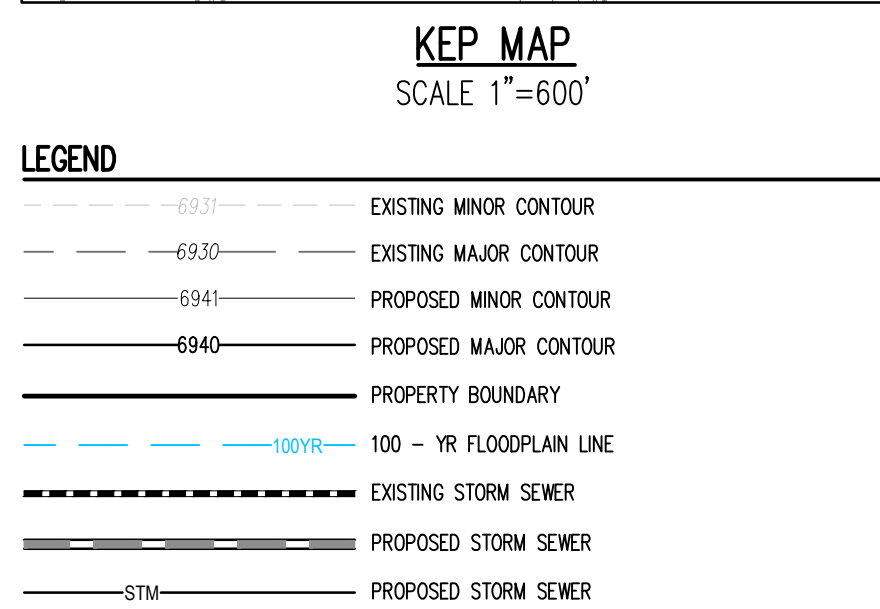 KEP MAP
SCALE 1"=600'
LEGEND
6931 EXISTING MINOR CONTOUR
6930 EXISTING MAJOR CONTOUR
6941 PROPOSED MINOR CONTOUR
6940 PROPOSED MAJOR CONTOUR
PROPERTY BOUNDARY
100YR 100 - YR FLOODPLAIN LINE
EXISTING STORM SEWER
PROPOSED STORM SEWER
STM PROPOSED STORM SEWER